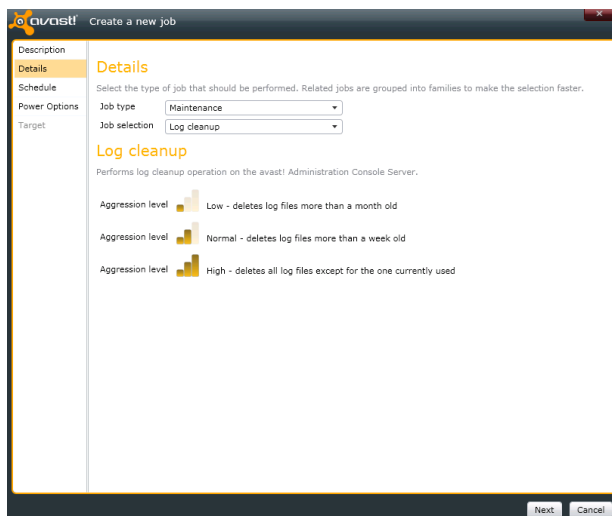 avast! Create a new job
Description
Details
Schedule
Power Options
Target
Details
Select the type of job that should be performed. Related jobs are grouped into families to make the selection faster.
Job type Maintenance
Job selection Log cleanup
Log cleanup
Performs log cleanup operation on the avast! Administration Console Server.
Aggression level Low - deletes log files more than a month old
Aggression level Normal - deletes log files more than a week old
Aggression level High - deletes all log files except for the one currently used
Next Cancel